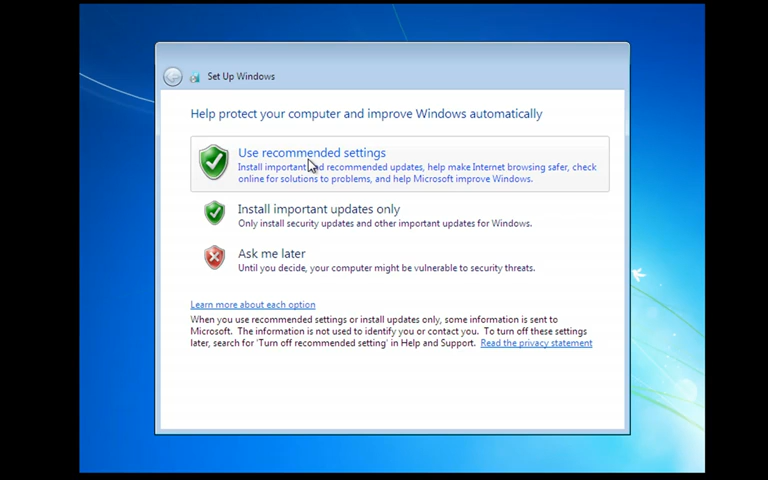 Set Up Windows
Help protect your computer and improve Windows automatically
Use recommended settings
Install important and recommended updates, help make Internet browsing safer, check
online for solutions to problems, and help Microsoft improve Windows.
Install important updates only
Only install security updates and other important updates for Windows.
Ask me later
Until you decide, your computer might be vulnerable to security threats.
Learn more about each option
When you use recommended settings or install updates only, some information is sent to
Microsoft. The information is not used to identify you or contact you. To turn off these settings
later, search for 'Turn off recommended setting' in Help and Support. Read the privacy statement